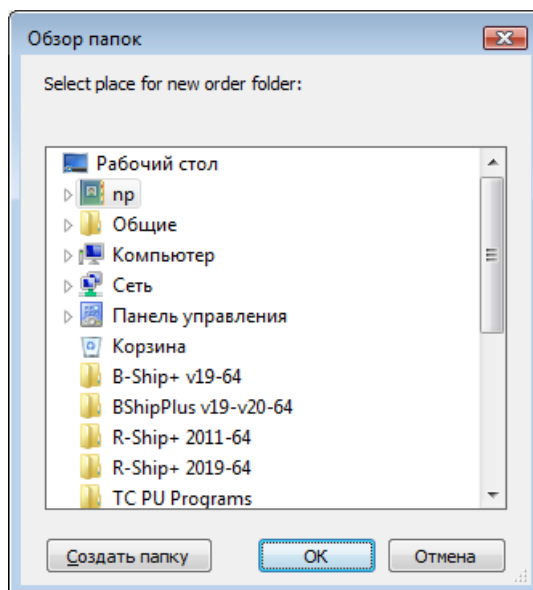 Обзор папок
Select place for new order folder:
Рабочий стол
np
Общие
Компьютер
Сеть
Панель управления
Корзина
B-Ship+ v19-64
BShipPlus v19-v20-64
R-Ship+ 2011-64
R-Ship+ 2019-64
TC PU Programs
Создать папку
ОК
Отмена